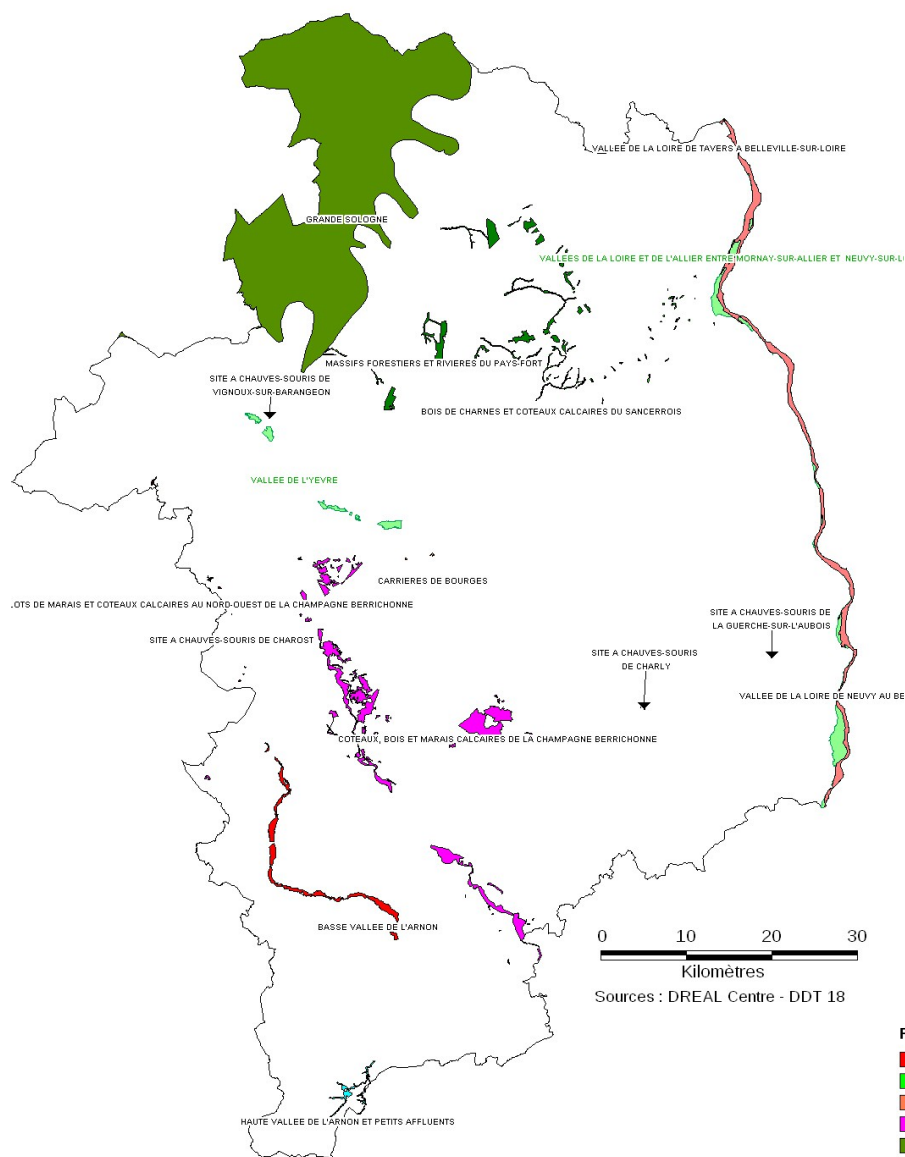 VALLEE DE LA LOIRE DE TAVERS A BELLEVILLE-SUR-LOIRE
GRANDE SOLOGNE
VALLEES DE LA LOIRE ET DE L'ALLIER ENTRE MORNAY-SUR-ALLIER ET NEUVY-SUR-L
MASSIFS FORESTIERS ET RIVIERES DU PAYS-FORT
SITE A CHAUVES-SOURIS DE
VIGNOUX-SUR-BARANGEON
BOIS DE CHARNES ET COTEAUX CALCAIRES DU SANCERROIS
VALLEE DE L'YEVRE
CARRIERES DE BOURGES
.OTS DE MARAIS ET COTEAUX CALCAIRES AU NORD-OUEST DE LA CHAMPAGNE BERRICHONNE
SITE A CHAUVES-SOURIS DE
LA GUERCHE-SUR-L'AUBOIS
SITE A CHAUVES-SOURIS DE CHAROST
SITE A CHAUVES-SOURIS
DE CHARLY
VALLEE DE LA LOIRE DE NEUVY AU BE
COTEAUX, BOIS ET MARAIS CALCAIRES DE LA CHAMPAGNE BERRICHONNE
BASSE VALLEE DE L'ARNON
0 10 20 30
Kilomètres
Sources : DREAL Centre - DDT 18
HAUTE VALLEE DE L'ARNON ET PETITS AFFLUENTS